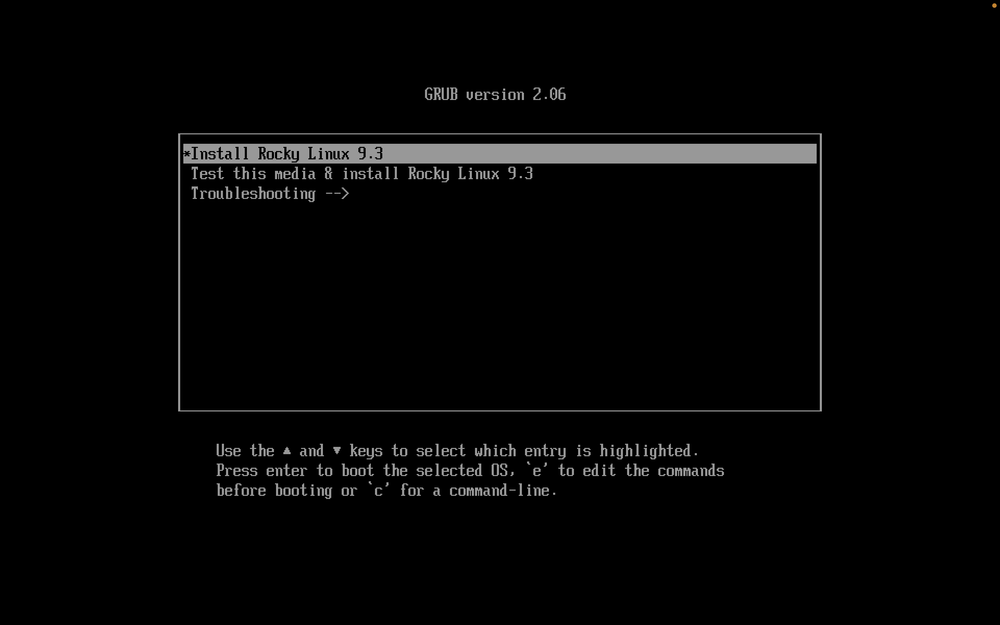 GRUB version 2.06
*Install Rocky Linux 9.3
Test this media & install Rocky Linux 9.3
Troubleshooting -->
Use the ▲ and ▼ keys to select which entry is highlighted.
Press enter to boot the selected OS, `e' to edit the commands
before booting or `c' for a command-line.